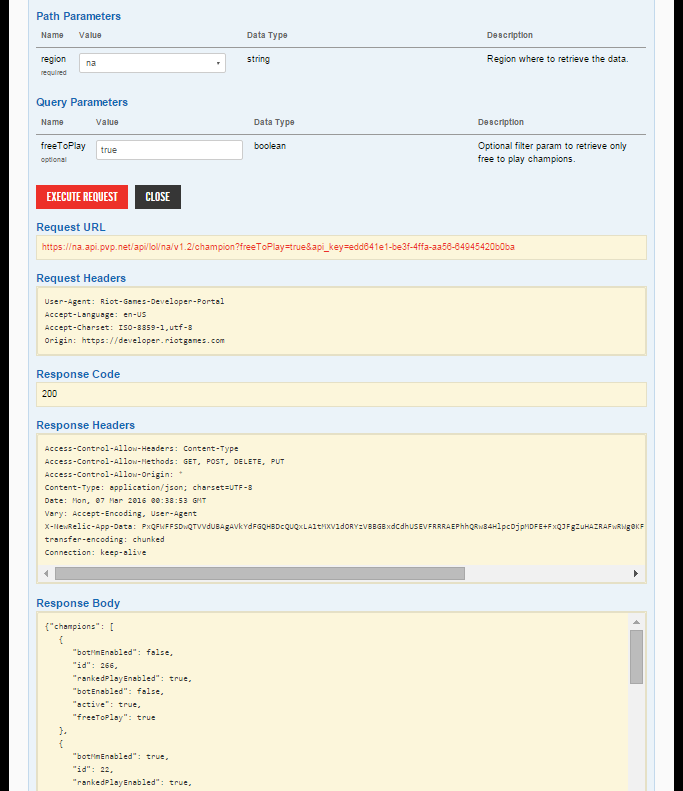 Path Parameters
Name Value Data Type Description
region na string Region where to retrieve the data.
required
Query Parameters
Name Value Data Type Description
freeToPlay true boolean Optional filter param to retrieve only
optional free to play champions.
EXECUTE REQUEST CLOSE
Request URL
https://na.api.pvp.net/api/lol/na/v1.2/champion?freeToPlay=true&api_key=edd641e1-be3f-4ffa-aa56-64945420b0ba
Request Headers
User-Agent: Riot-Games-Developer-Portal
Accept-Language: en-US
Accept-Charset: ISO-8859-1,utf-8
Origin: https://developer.riotgames.com
Response Code
200
Response Headers
Access-Control-Allow-Headers: Content-Type
Access-Control-Allow-Methods: GET, POST, DELETE, PUT
Access-Control-Allow-Origin: *
Content-Type: application/json; charset=UTF-8
Date: Mon, 07 Mar 2016 00:38:53 GMT
Vary: Accept-Encoding, User-Agent
X-NewRelic-App-Data:
transfer-encoding: chunked
Connection: keep-alive
Response Body
{"champions": [
{
"botMmEnabled": false,
"id": 266,
"rankedPlayEnabled": true,
"botEnabled": false,
"active": true,
"freeToPlay": true
},
{
"botMmEnabled": true,
"id": 22,
"rankedPlayEnabled": true,